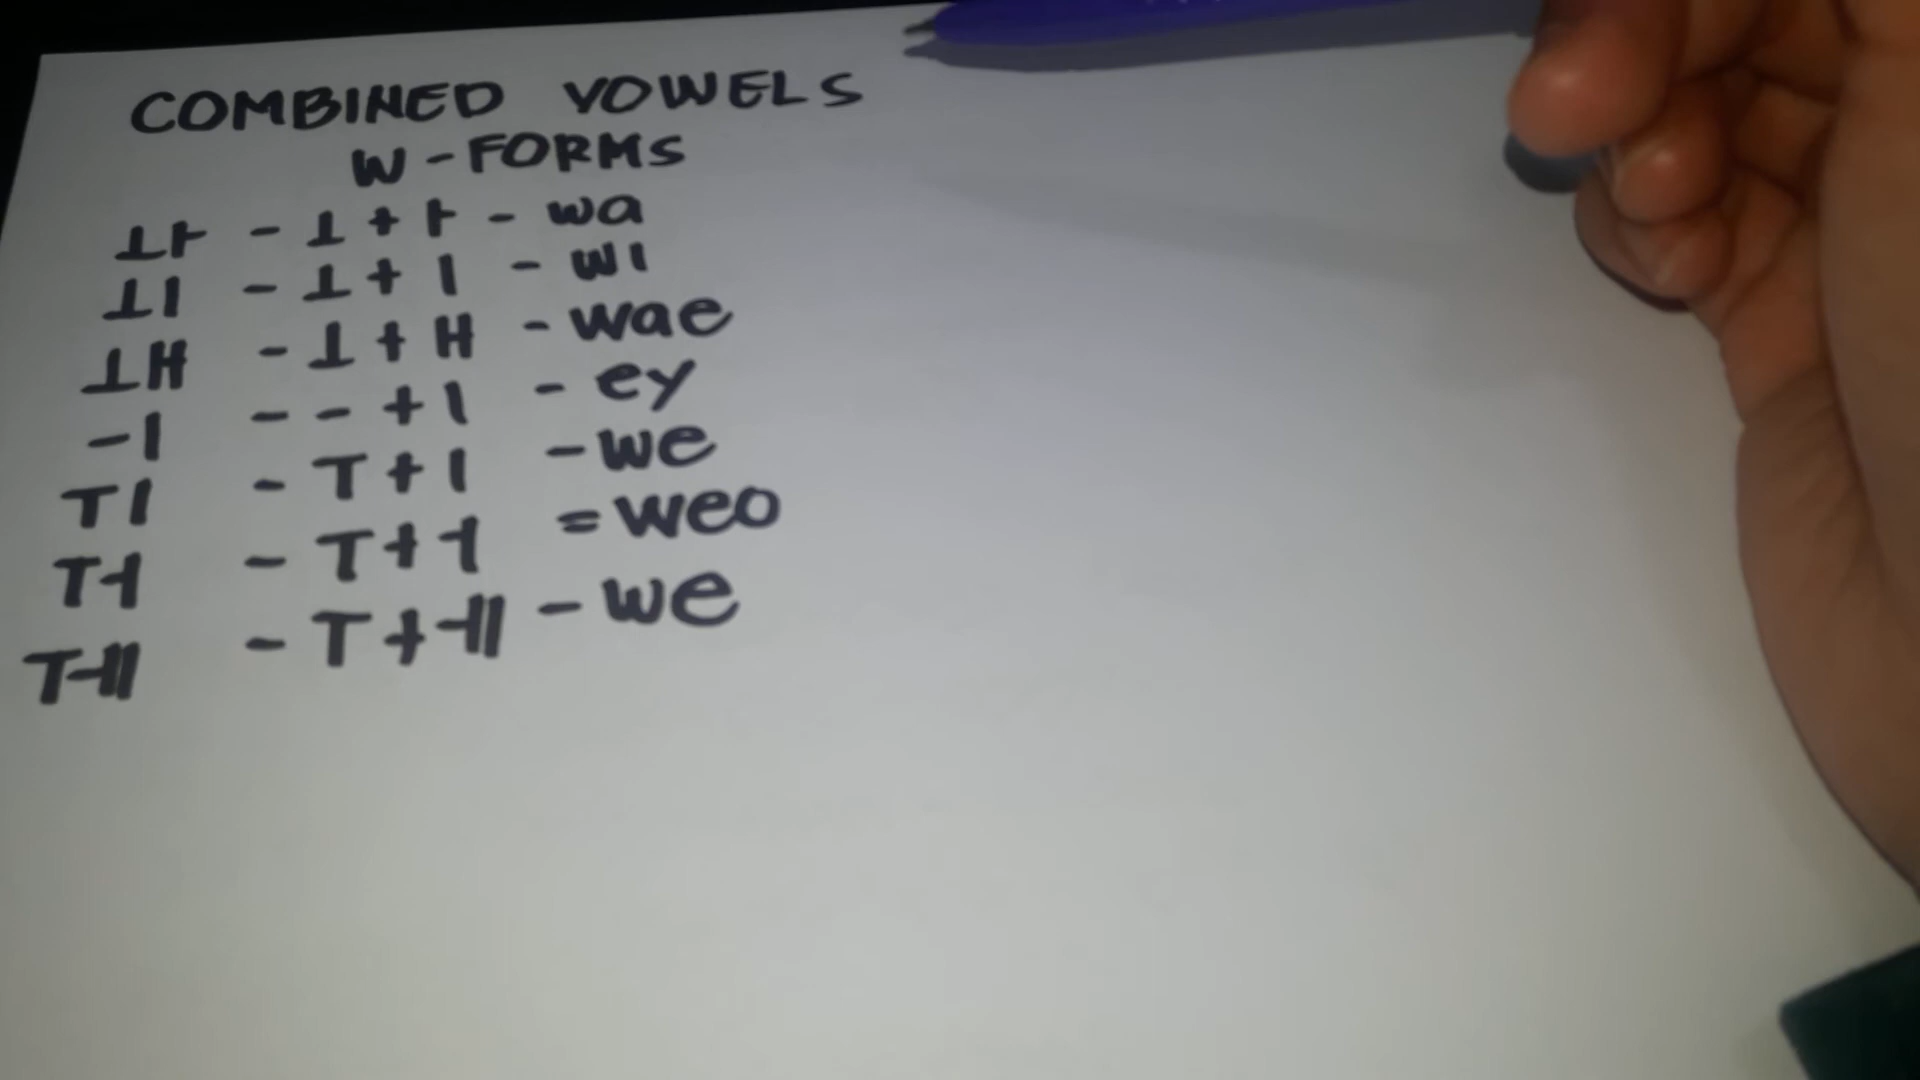 COMBINED VOWELS
W-FORMS
ㅘ - ㅗ + ㅏ - wa
ㅚ - ㅗ + ㅣ - wi
ㅙ - ㅗ + ㅐ - wae
ㅢ - ㅡ + ㅣ - ey
ㅟ - ㅜ + ㅣ - we
ㅝ - ㅜ + ㅓ = weo
ㅞ - ㅜ + ㅔ - we